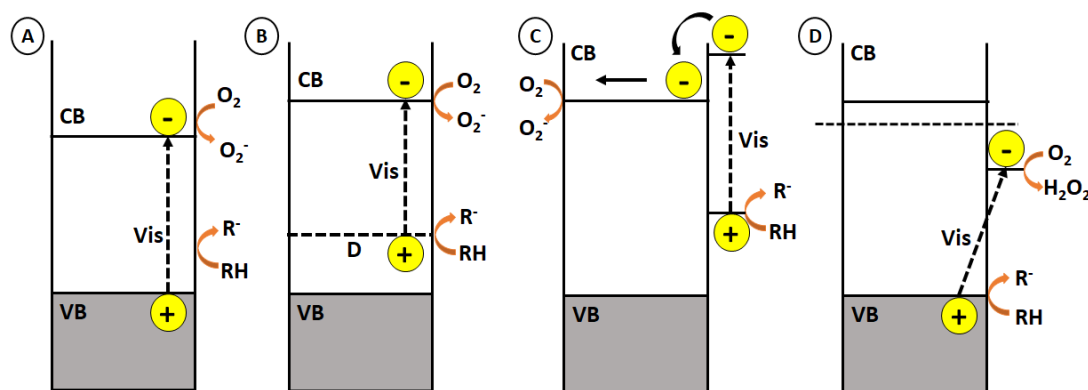 A
CB
-
O₂
O₂⁻
Vis
R⁻
RH
VB
+
B
CB
-
O₂
O₂⁻
Vis
R⁻
D
+
RH
VB
C
CB
-
-
O₂
O₂⁻
Vis
R⁻
+
RH
VB
D
CB
-
O₂
H₂O₂
Vis
R⁻
VB
+
RH